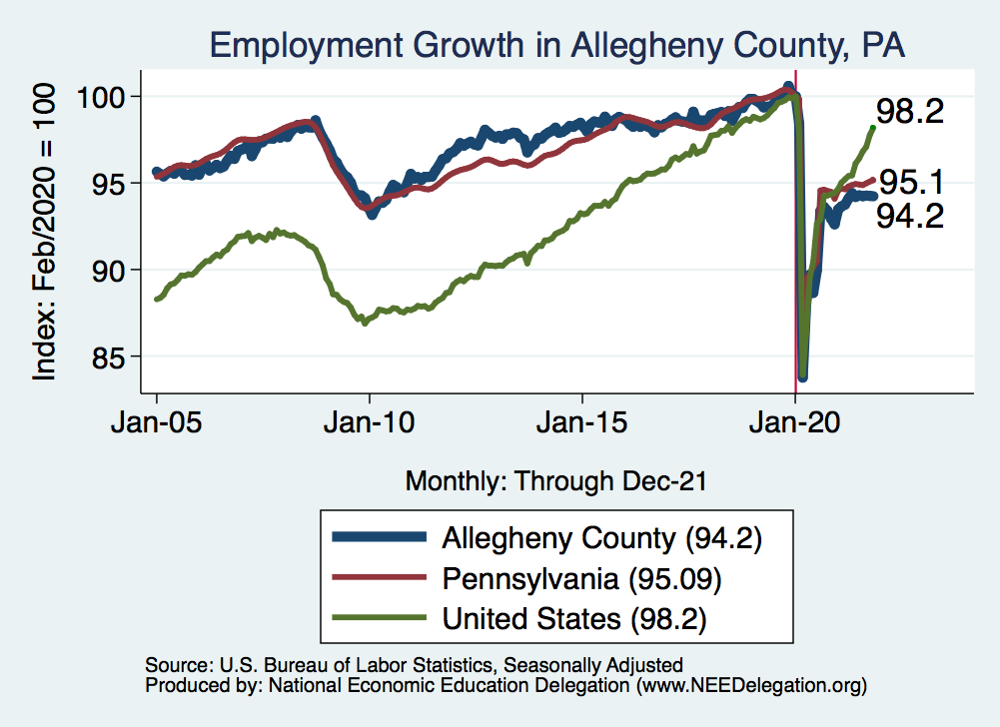 Employment Growth in Allegheny County, PA
Index: Feb/2020 = 100
100
95
90
85
98.2
95.1
94.2
Jan-05 Jan-10 Jan-15 Jan-20
Monthly: Through Dec-21
Allegheny County (94.2)
Pennsylvania (95.09)
United States (98.2)
Source: U.S. Bureau of Labor Statistics, Seasonally Adjusted
Produced by: National Economic Education Delegation (www.NEEDelegation.org)